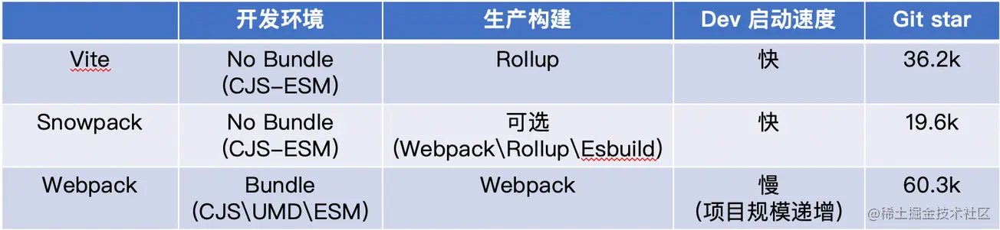 开发环境 生产构建 Dev 启动速度 Git star
Vite No Bundle Rollup 快 36.2k
(CJS-ESM)
Snowpack No Bundle 可选 快 19.6k
(CJS-ESM) (Webpack\Rollup\Esbuild)
Webpack Bundle Webpack 慢 60.3k
(CJS\UMD\ESM) (项目规模递增)
@稀土掘金技术社区